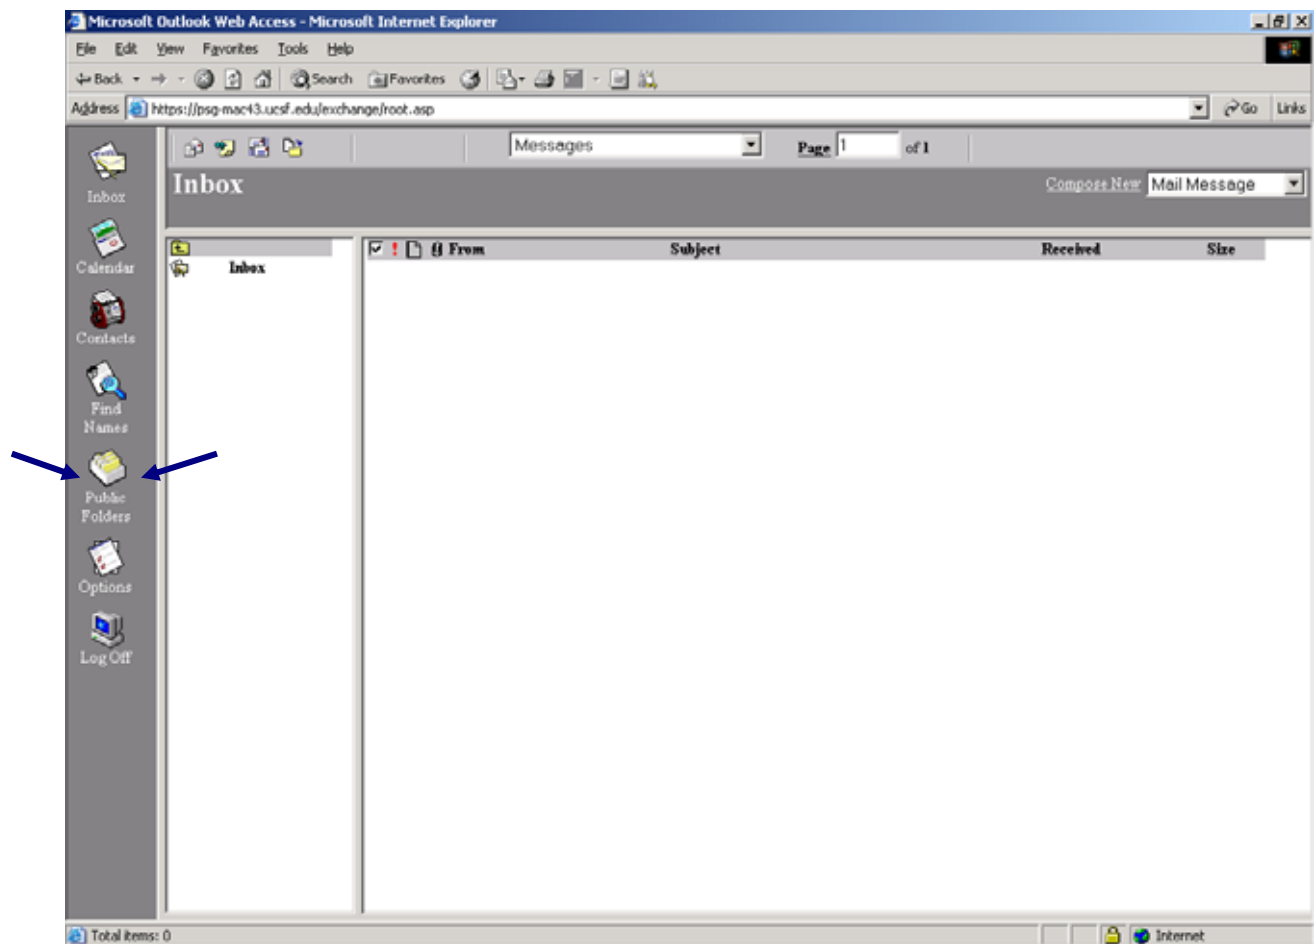 Microsoft Outlook Web Access - Microsoft Internet Explorer
File Edit View Favorites Tools Help
Back Search Favorites
Address https://psg-mac43.ucsf.edu/exchange/root.asp Go Links
Messages Page 1 of 1
Inbox Compose New Mail Message
From Subject Received Size
Inbox
Inbox
Calendar
Contacts
Find
Names
Public
Folders
Options
Log Off
Total items: 0 Internet